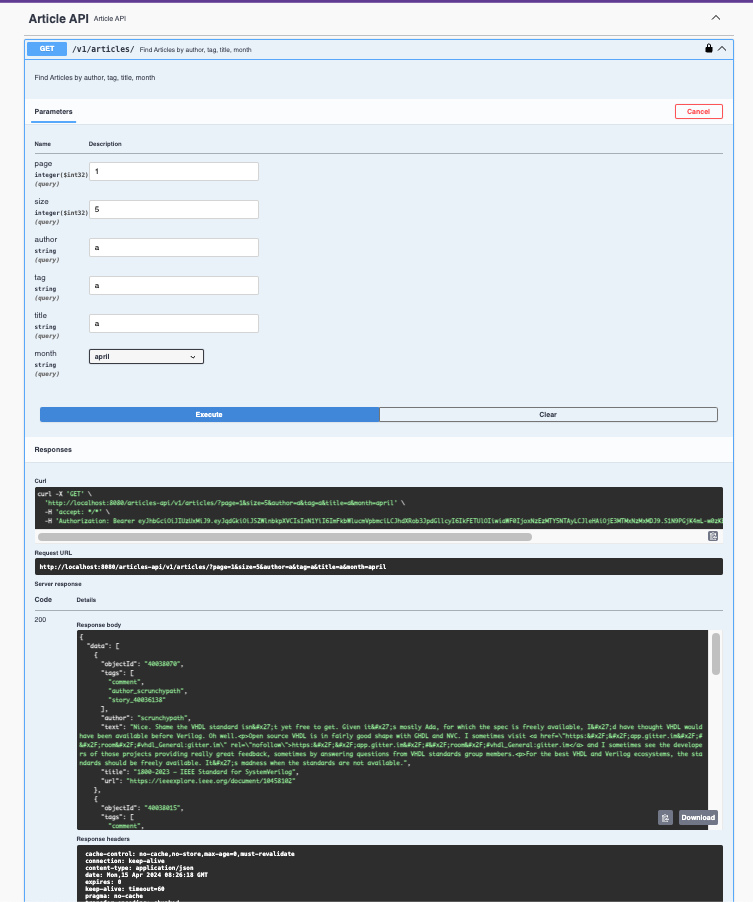 Article API Article API
GET /v1/articles/ Find Articles by author, tag, title, month
Find Articles by author, tag, title, month
Parameters
Cancel
Name Description
page
integer($int32)
(query)
1
size
integer($int32)
(query)
5
author
string
(query)
a
tag
string
(query)
a
title
string
(query)
a
month
string
(query)
april
Execute Clear
Responses
Curl
curl -X 'GET' \
'http://localhost:8080/articles-api/v1/articles/?page=1&size=5&author=a&tag=a&title=a&month=april' \
-H 'accept: */*' \
-H 'Authorization: Bearer
Request URL
http://localhost:8080/articles-api/v1/articles/?page=1&size=5&author=a&tag=a&title=a&month=april
Server response
Code Details
200
Response body
{
"data": [
{
"objectId": "40038070",
"tags": [
"comment",
"author_scrunchypath",
"story_40036138"
],
"author": "scrunchypath",
"text": "Nice. Shame the VHDL standard isn&#x27;t yet free to get. Given it&#x27;s mostly Ada, for which the spec is freely available, I&#x27;d have thought VHDL would
have been available before Verilog. Oh well.<p>Open source VHDL is in fairly good shape with GHDL and NVC. I sometimes visit <a href=\"https:&#x2F;&#x2F;app.gitter.im&#x2F;#
&#x2F;room&#x2F;#vhdl_General:gitter.im\" rel=\"nofollow\">https:&#x2F;&#x2F;app.gitter.im&#x2F;#&#x2F;room&#x2F;#vhdl_General:gitter.im</a> and I sometimes see the develope
rs of those projects providing really great feedback, sometimes by answering questions from VHDL standards group members.<p>For the best VHDL and Verilog ecosystems, the sta
ndards should be freely available. It&#x27;s madness when the standards are not available.",
"title": "1800-2023 – IEEE Standard for SystemVerilog",
"url": "https://ieeexplore.ieee.org/document/10458102"
},
{
"objectId": "40038015",
"tags": [
"comment",
Download
Response headers
cache-control: no-cache,no-store,max-age=0,must-revalidate
connection: keep-alive
content-type: application/json
date: Mon,15 Apr 2024 08:26:18 GMT
expires: 0
keep-alive: timeout=60
pragma: no-cache